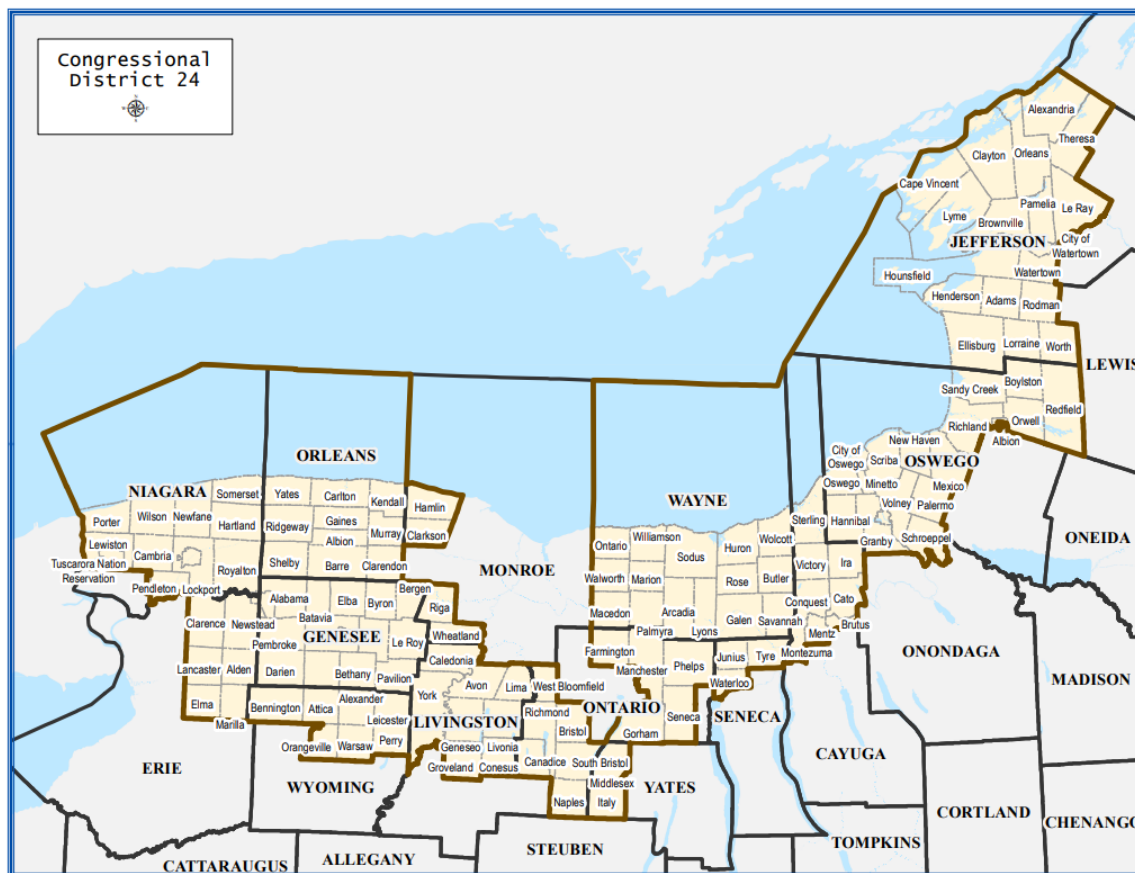 Congressional
District 24
Alexandria
Theresa
Clayton
Orleans
Cape Vincent
Pamelia
Le Ray
Lyme
Brownville
JEFFERSON
City of
Watertown
Hounsfield
Watertown
Henderson
Adams
Rodman
Ellisburg
Lorraine
Worth
LEWIS
Sandy Creek
Boylston
Redfield
Orwell
Richland
Albion
New Haven
City of
Oswego
Scriba
OSWEGO
Oswego
Minetto
Mexico
Volney
Palermo
Hannibal
Granby
Schroeppel
ONEIDA
ORLEANS
NIAGARA
Somerset
Yates
Carlton
Kendall
Hamlin
Porter
Wilson
Newfane
Hartland
Ridgeway
Gaines
Murray
Clarkson
Lewiston
Cambria
Albion
Tuscarora Nation
Reservation
Royalton
Shelby
Barre
Clarendon
Pendleton
Lockport
MONROE
WAYNE
Ontario
Williamson
Sodus
Huron
Wolcott
Sterling
Victory
Ira
Walworth
Marion
Rose
Butler
Conquest
Cato
Macedon
Arcadia
Galen
Savannah
Mentz
Brutus
Palmyra
Lyons
Montezuma
Alabama
Elba
Byron
Bergen
Riga
Clarence
Newstead
Batavia
GENESEE
Pembroke
Le Roy
Wheatland
Farmington
Manchester
Phelps
Junius
Tyre
Waterloo
ONONDAGA
MADISON
Lancaster
Alden
Darien
Bethany
Pavilion
Caledonia
Elma
Marilla
Bennington
Attica
Alexander
York
Avon
Lima
West Bloomfield
Leicester
LIVINGSTON
Richmond
ONTARIO
Seneca
SENECA
Bristol
Gorham
CAYUGA
Orangeville
Warsaw
Perry
Geneseo
Livonia
Groveland
Conesus
Canadice
South Bristol
ERIE
WYOMING
Middlesex
YATES
Naples
Italy
CORTLAND
CHENANGO
TOMPKINS
STEUBEN
ALLEGANY
CATTARAUGUS